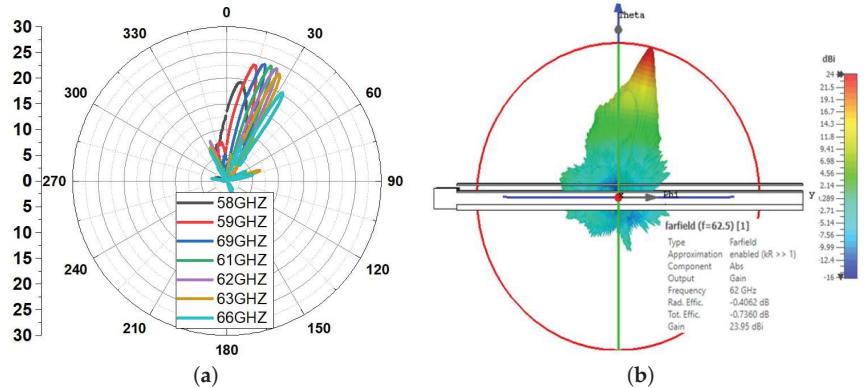 0
30
330
30
25
300
60
20
15
10
5
0
270
90
5
10
15
240
120
20
25
210
150
30
180
58GHZ
59GHZ
69GHZ
61GHZ
62GHZ
63GHZ
66GHZ
(a)
Theta
Phi
y
dBi
24
21.5
19.1
16.7
14.3
11.9
9.41
6.98
4.56
2.14
-.289
-5.14
-7.56
-9.99
-12.4
-16
farfield (f=62.5) [1]
Type Farfield
Approximation enabled (kR >> 1)
Component Abs
Output Gain
Frequency 62 GHz
Rad. Effic. -0.4062 dB
Tot. Effic. -0.7360 dB
Gain 23.95 dBi
(b)